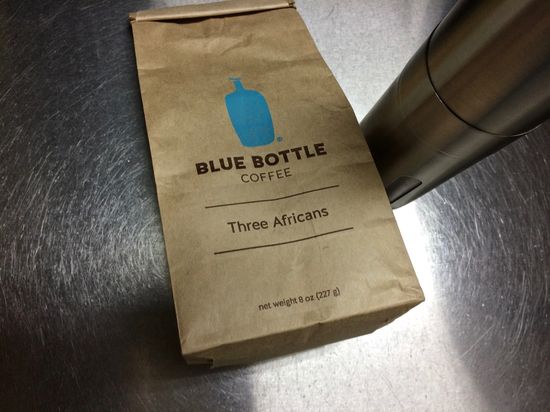 BLUE BOTTLE
COFFEE
Three Africans
net weight 8 oz (227 g)